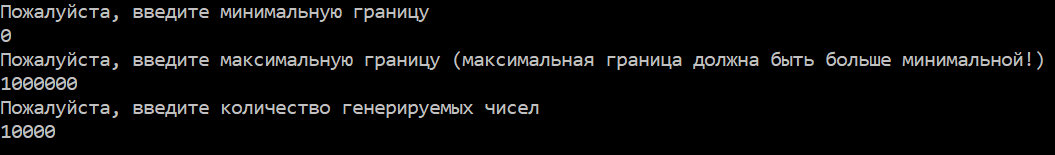 Пожалуйста, введите минимальную границу
0
Пожалуйста, введите максимальную границу (максимальная граница должна быть больше минимальной!)
1000000
Пожалуйста, введите количество генерируемых чисел
10000